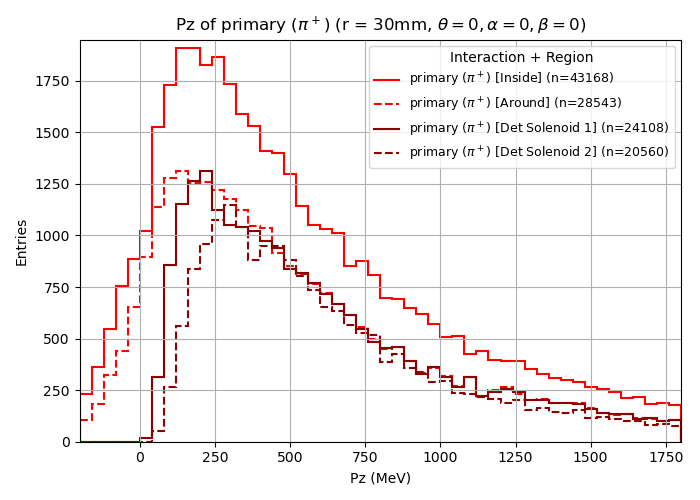 Pz of primary (π⁺) (r = 30mm, θ = 0, α = 0, β = 0)
Interaction + Region
primary (π⁺) [Inside] (n=43168)
primary (π⁺) [Around] (n=28543)
primary (π⁺) [Det Solenoid 1] (n=24108)
primary (π⁺) [Det Solenoid 2] (n=20560)
Entries
1750
1500
1250
1000
750
500
250
0
0 250 500 750 1000 1250 1500 1750
Pz (MeV)